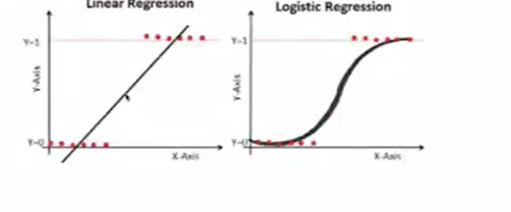 Linear Regression
Y=1
Y-Axis
Y=0
X-Axis
Logistic Regression
Y=1
Y-Axis
Y=0
X-Axis